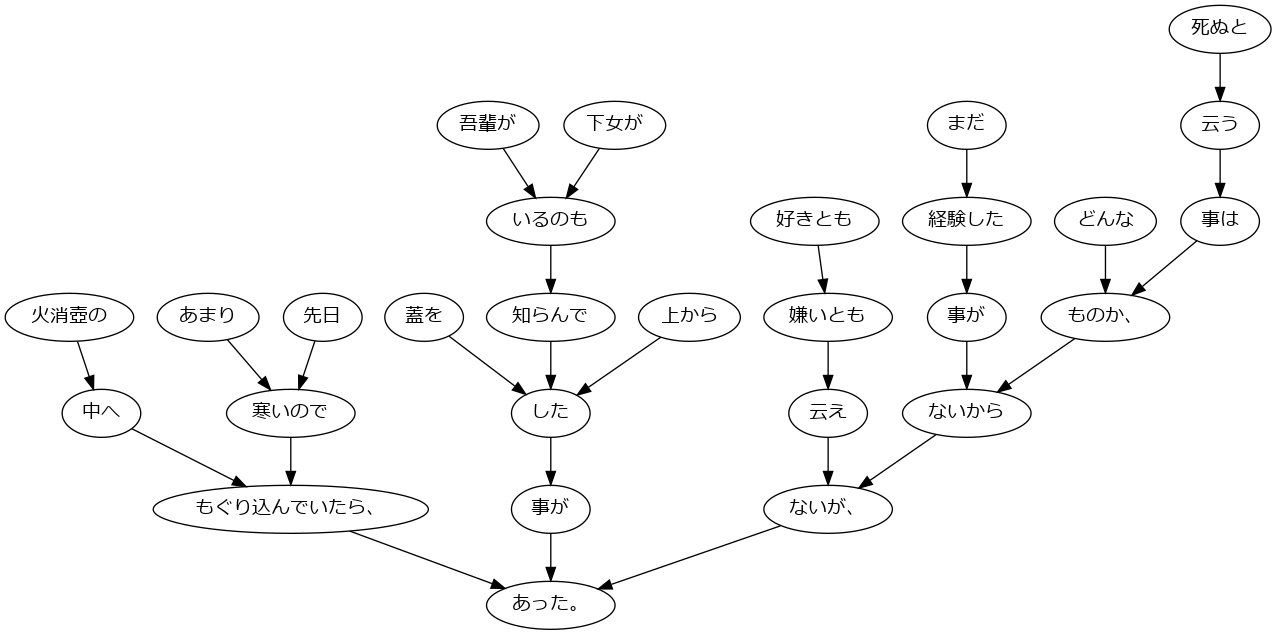 死ぬと
吾輩が
下女が
まだ
云う
いるのも
好きとも
経験した
どんな
事は
火消壺の
あまり
先日
蓋を
知らんで
上から
嫌いとも
事が
ものか、
中へ
寒いので
した
云え
ないから
もぐり込んでいたら、
事が
ないが、
あった。